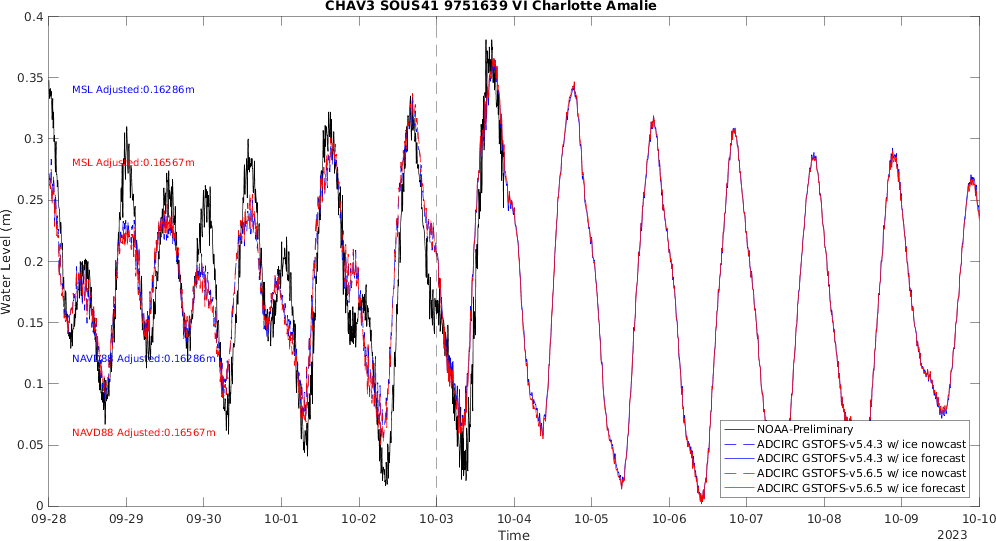 CHAV3 SOUS41 9751639 VI Charlotte Amalie
0.4
0.35
0.3
0.25
0.2
0.15
0.1
0.05
0
Water Level (m)
MSL Adjusted:0.16286m
MSL Adjusted:0.16567m
NAVD88 Adjusted:0.16286m
NAVD88 Adjusted:0.16567m
NOAA-Preliminary
ADCIRC GSTOFS-v5.4.3 w/ ice nowcast
ADCIRC GSTOFS-v5.4.3 w/ ice forecast
ADCIRC GSTOFS-v5.6.5 w/ ice nowcast
ADCIRC GSTOFS-v5.6.5 w/ ice forecast
09-28 09-29 09-30 10-01 10-02 10-03 10-04 10-05 10-06 10-07 10-08 10-09 10-10
Time
2023